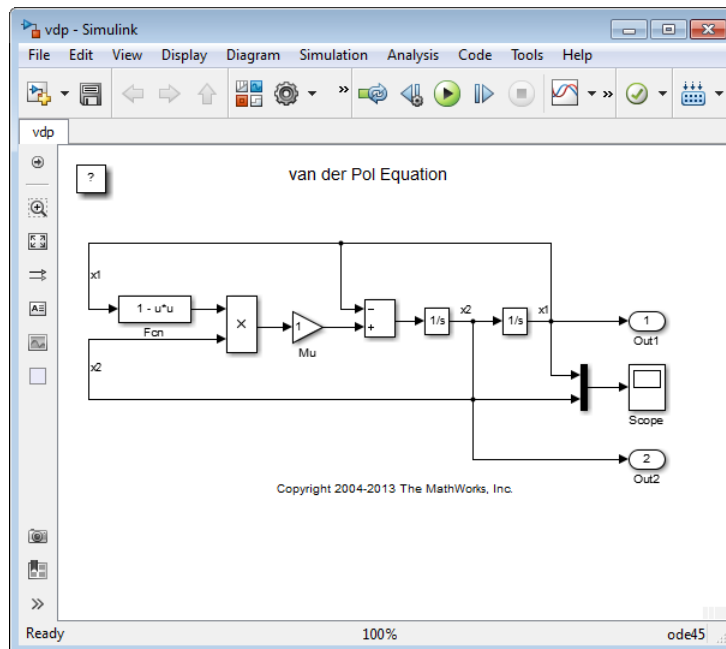 vdp - Simulink
File Edit View Display Diagram Simulation Analysis Code Tools Help
» »
vdp
?
van der Pol Equation
x1
1 - u*u
Fcn
×
1
Mu
−
+
1/s
x2
1/s
x1
1
Out1
x2
Scope
2
Out2
Copyright 2004-2013 The MathWorks, Inc.
Ready 100% ode45